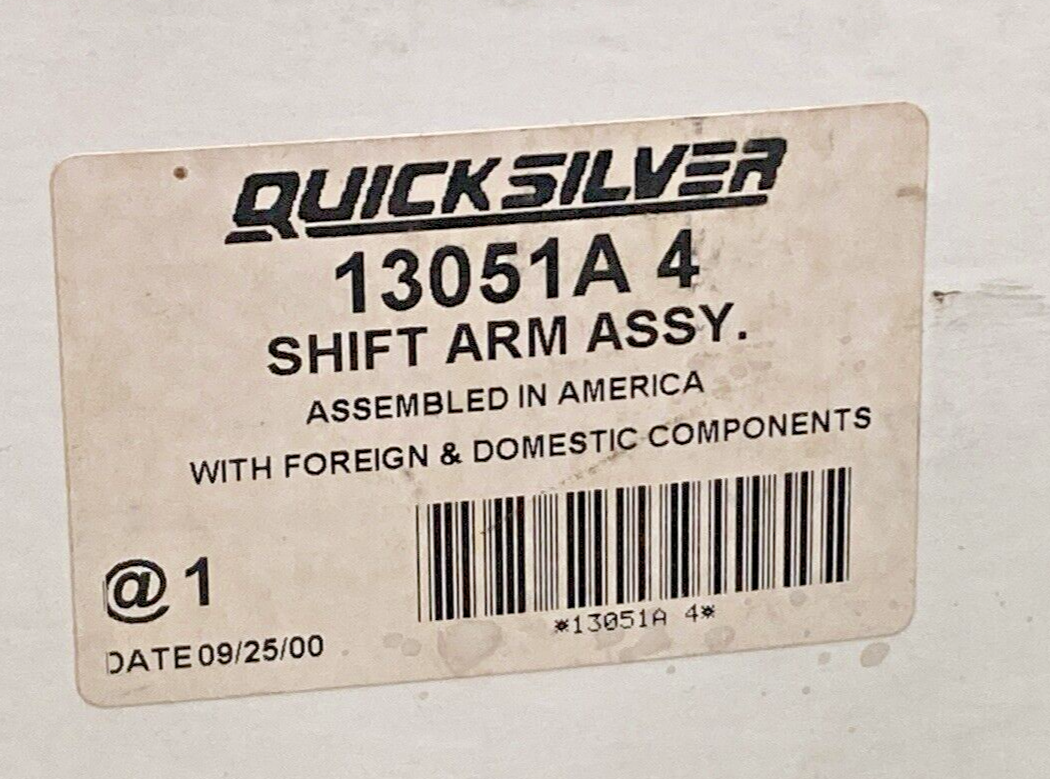 QUICKSILVER
13051A 4
SHIFT ARM ASSY.
ASSEMBLED IN AMERICA
WITH FOREIGN & DOMESTIC COMPONENTS
@ 1
*13051A 4*
DATE 09/25/00